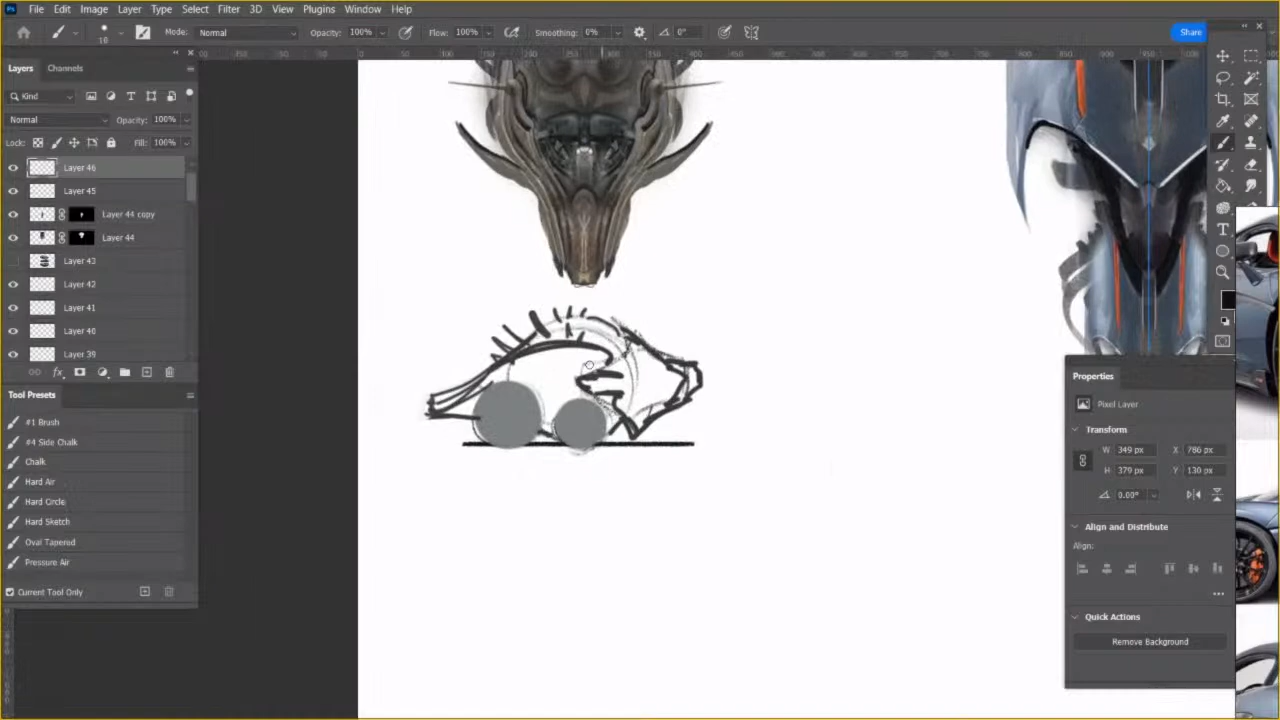 Ps File Edit Image Layer Type Select Filter 3D View Plugins Window Help
10 Mode: Normal Opacity: 100% Flow: 100% Smoothing: 0% 0° Share
Layers Channels
Kind
Normal Opacity: 100%
Lock: Fill: 100%
Layer 46
Layer 45
Layer 44 copy
Layer 44
Layer 43
Layer 42
Layer 41
Layer 40
Layer 39
fx
Tool Presets
#1 Brush
#4 Side Chalk
Chalk
Hard Air
Hard Circle
Hard Sketch
Oval Tapered
Pressure Air
Current Tool Only
Properties
Pixel Layer
Transform
W 349 px X 786 px
H 379 px Y 130 px
0.00°
Align and Distribute
Align:
Quick Actions
Remove Background